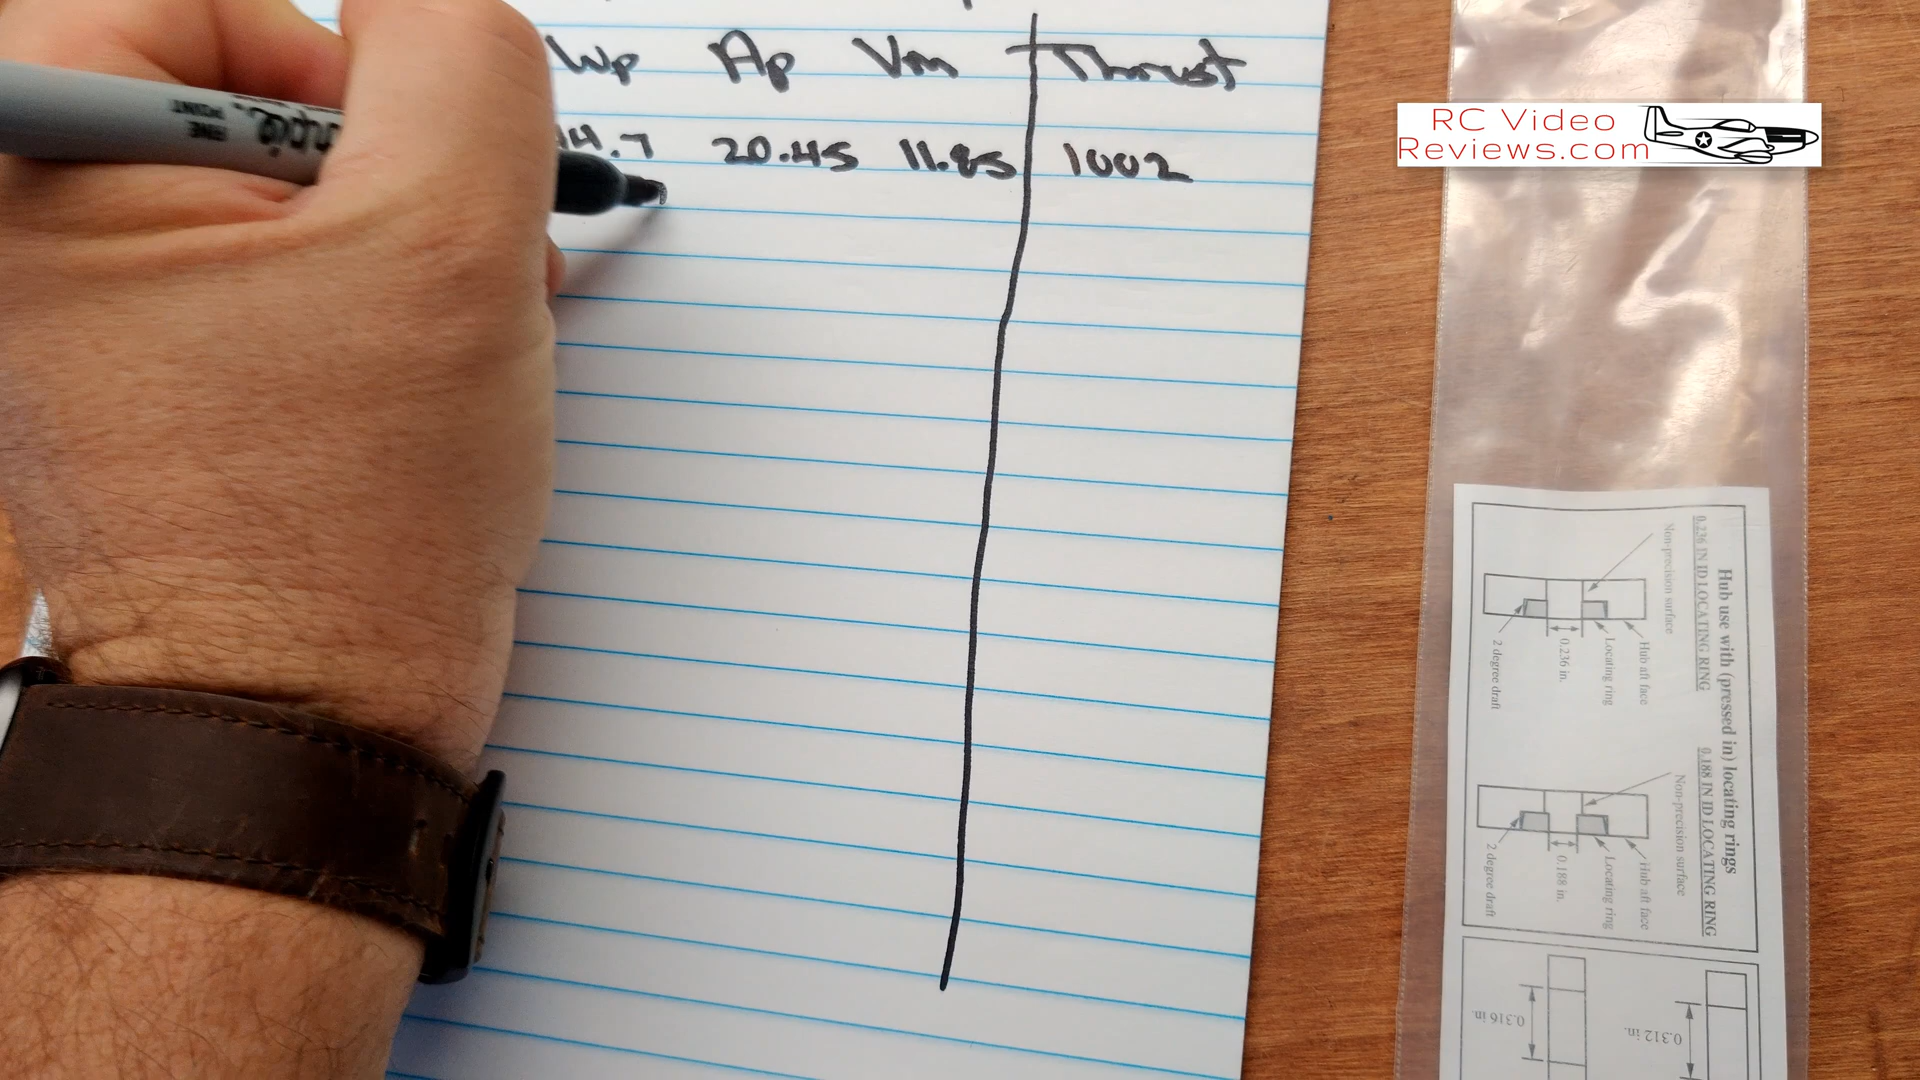 Wp Ap Vm Thrust
20.45 11.85 1002
FINE
POINT
RC Video
Reviews.com
Hub use with (pressed in) locating rings
0.236 IN ID LOCATING RING
0.188 IN ID LOCATING RING
Non-precision surface
Hub aft face
Locating ring
0.236 in.
2 degree draft
Non-precision surface
Hub aft face
Locating ring
0.188 in.
2 degree draft
0.316 in.
0.312 in.